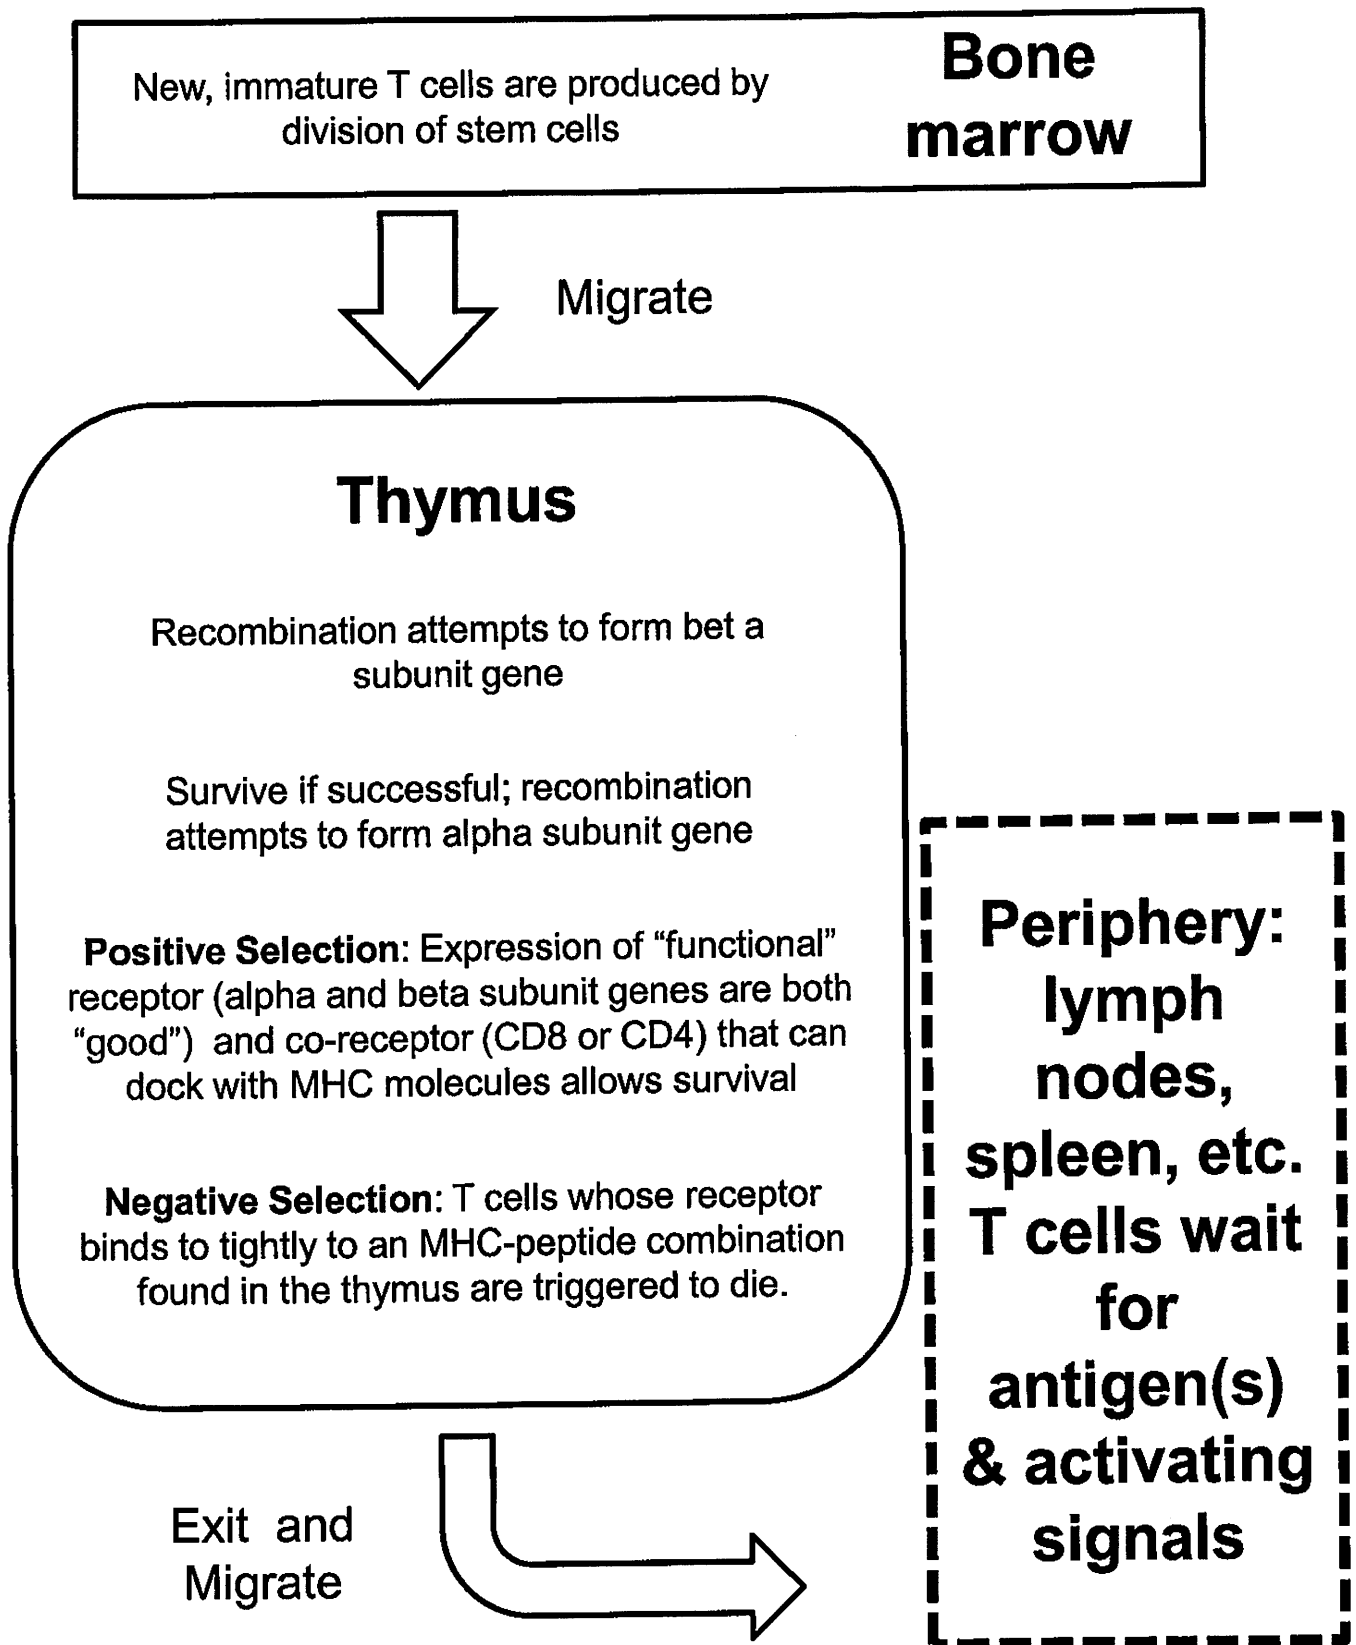 New, immature T cells are produced by
division of stem cells
Bone
marrow
Migrate
Thymus
Recombination attempts to form bet a
subunit gene
Survive if successful; recombination
attempts to form alpha subunit gene
Positive Selection: Expression of “functional”
receptor (alpha and beta subunit genes are both
“good”) and co-receptor (CD8 or CD4) that can
dock with MHC molecules allows survival
Negative Selection: T cells whose receptor
binds to tightly to an MHC-peptide combination
found in the thymus are triggered to die.
Exit and
Migrate
Periphery:
lymph
nodes,
spleen, etc.
T cells wait
for
antigen(s)
& activating
signals